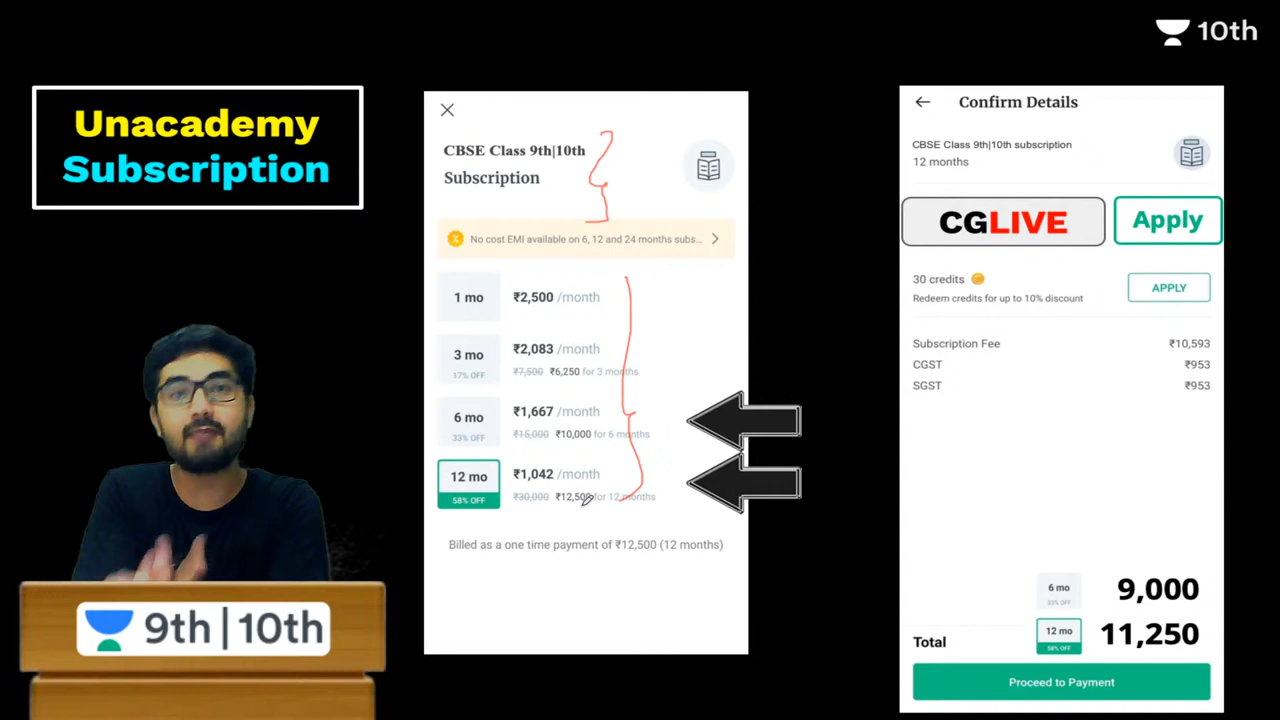 10th
Unacademy
Subscription
CBSE Class 9th|10th
Subscription
No cost EMI available on 6, 12 and 24 months subs...
1 mo
₹2,500 /month
3 mo
17% OFF
₹2,083 /month
₹7,500 ₹6,250 for 3 months
6 mo
33% OFF
₹1,667 /month
₹15,000 ₹10,000 for 6 months
12 mo
58% OFF
₹1,042 /month
₹30,000 ₹12,500 for 12 months
Billed as a one time payment of ₹12,500 (12 months)
9th|10th
Confirm Details
CBSE Class 9th|10th subscription
12 months
CGLIVE Apply
30 credits
Redeem credits for up to 10% discount
APPLY
Subscription Fee ₹10,593
CGST ₹953
SGST ₹953
6 mo
33% OFF
9,000
Total
12 mo
58% OFF
11,250
Proceed to Payment